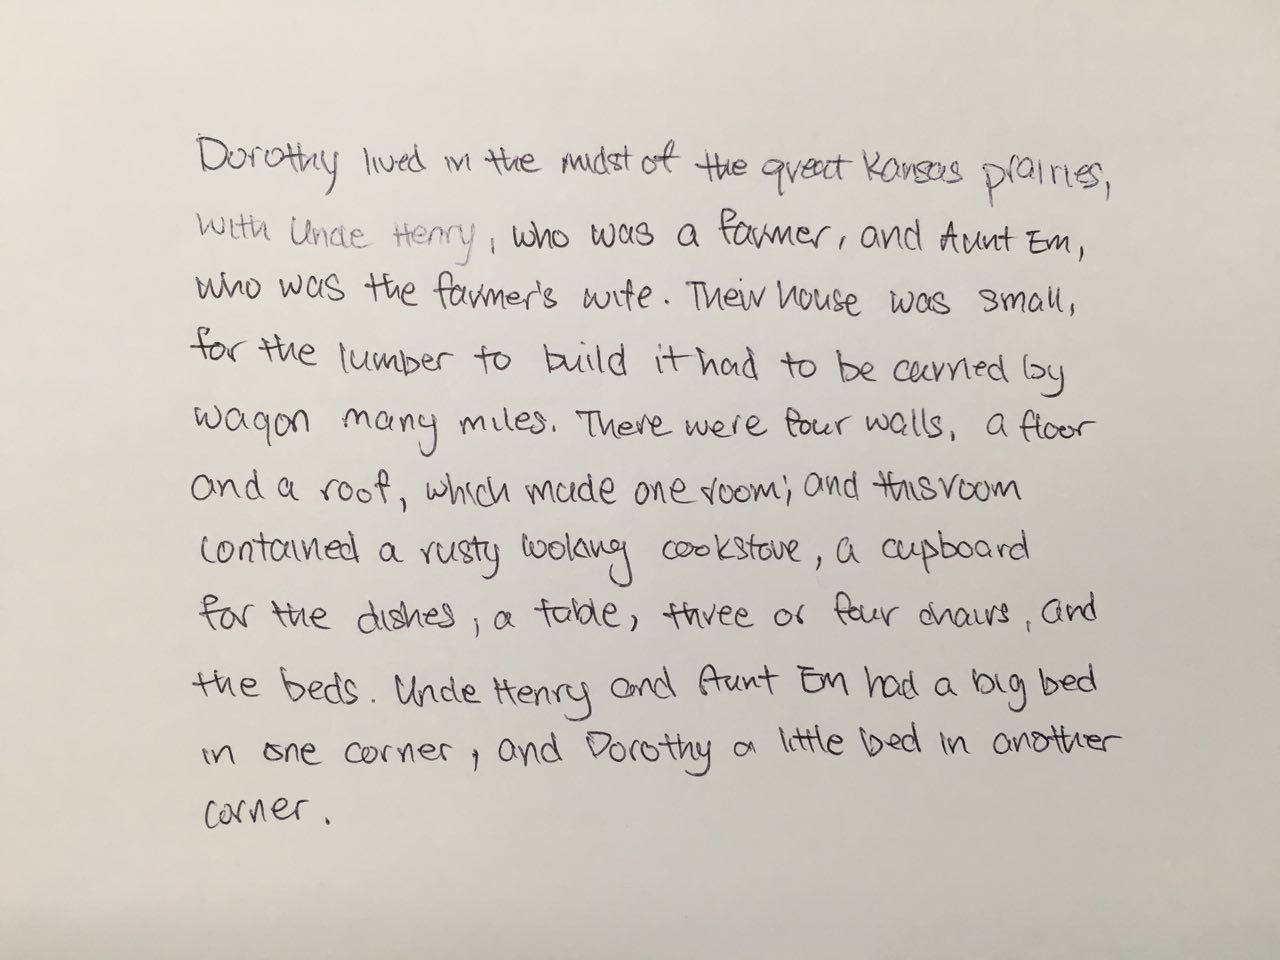 Dorothy lived in the midst of the great Kansas prairies,
with Uncle Henry, who was a farmer, and Aunt Em,
who was the farmer's wife. Their house was small,
for the lumber to build it had to be carried by
wagon many miles. There were four walls, a floor
and a roof, which made one room; and this room
contained a rusty looking cookstove, a cupboard
for the dishes, a table, three or four chairs, and
the beds. Uncle Henry and Aunt Em had a big bed
in one corner, and Dorothy a little bed in another
corner.